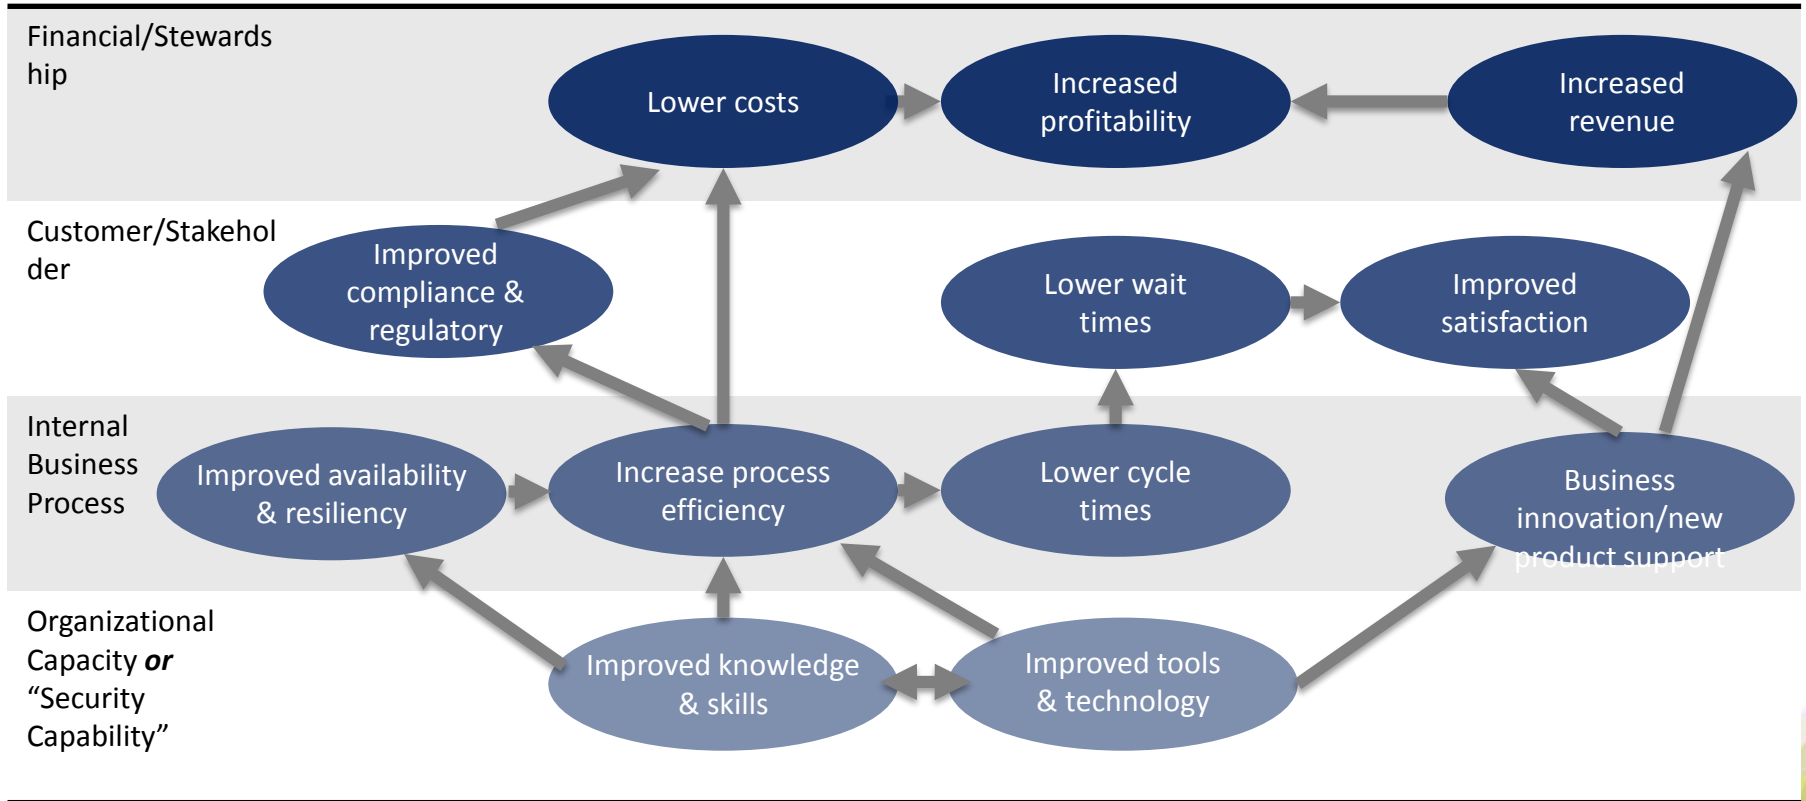 Financial/Stewards
hip
Lower costs
Increased
profitability
Increased
revenue
Customer/Stakehol
der
Improved
compliance &
regulatory
Lower wait
times
Improved
satisfaction
Internal
Business
Process
Improved availability
& resiliency
Increase process
efficiency
Lower cycle
times
Business
innovation/new
product support
Organizational
Capacity or
“Security
Capability”
Improved knowledge
& skills
Improved tools
& technology